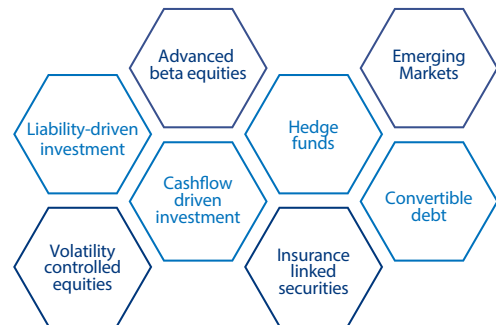 Advanced
beta equities
Emerging
Markets
Liability-driven
investment
Hedge
funds
Cashflow
driven
investment
Convertible
debt
Volatility
controlled
equities
Insurance
linked
securities